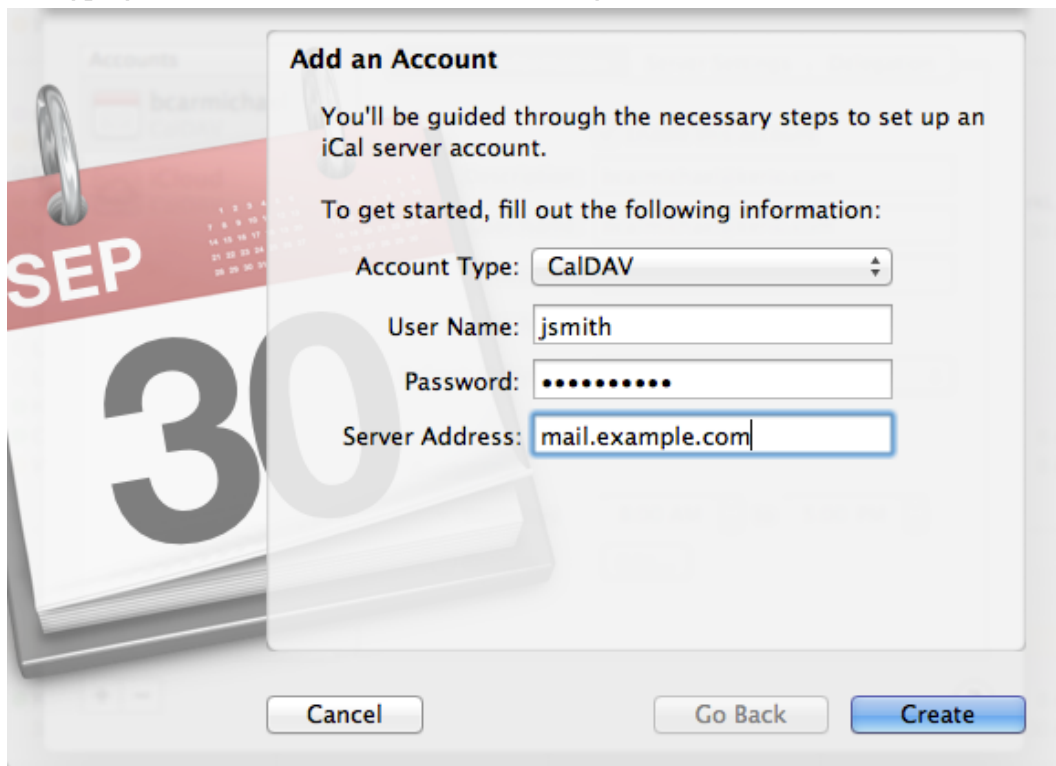 Accounts
Add an Account
You'll be guided through the necessary steps to set up an
iCal server account.
To get started, fill out the following information:
Account Type: CalDAV
User Name: jsmith
Password: ••••••••••
Server Address: mail.example.com
SEP
30
Cancel
Go Back
Create